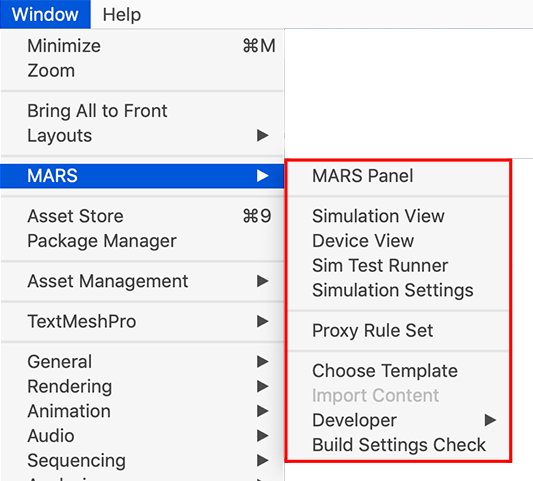 Window Help
Minimize ⌘M
Zoom
Bring All to Front
Layouts ▶
MARS ▶
Asset Store ⌘9
Package Manager
Asset Management ▶
TextMeshPro ▶
General ▶
Rendering ▶
Animation ▶
Audio ▶
Sequencing ▶
MARS Panel
Simulation View
Device View
Sim Test Runner
Simulation Settings
Proxy Rule Set
Choose Template
Import Content
Developer ▶
Build Settings Check